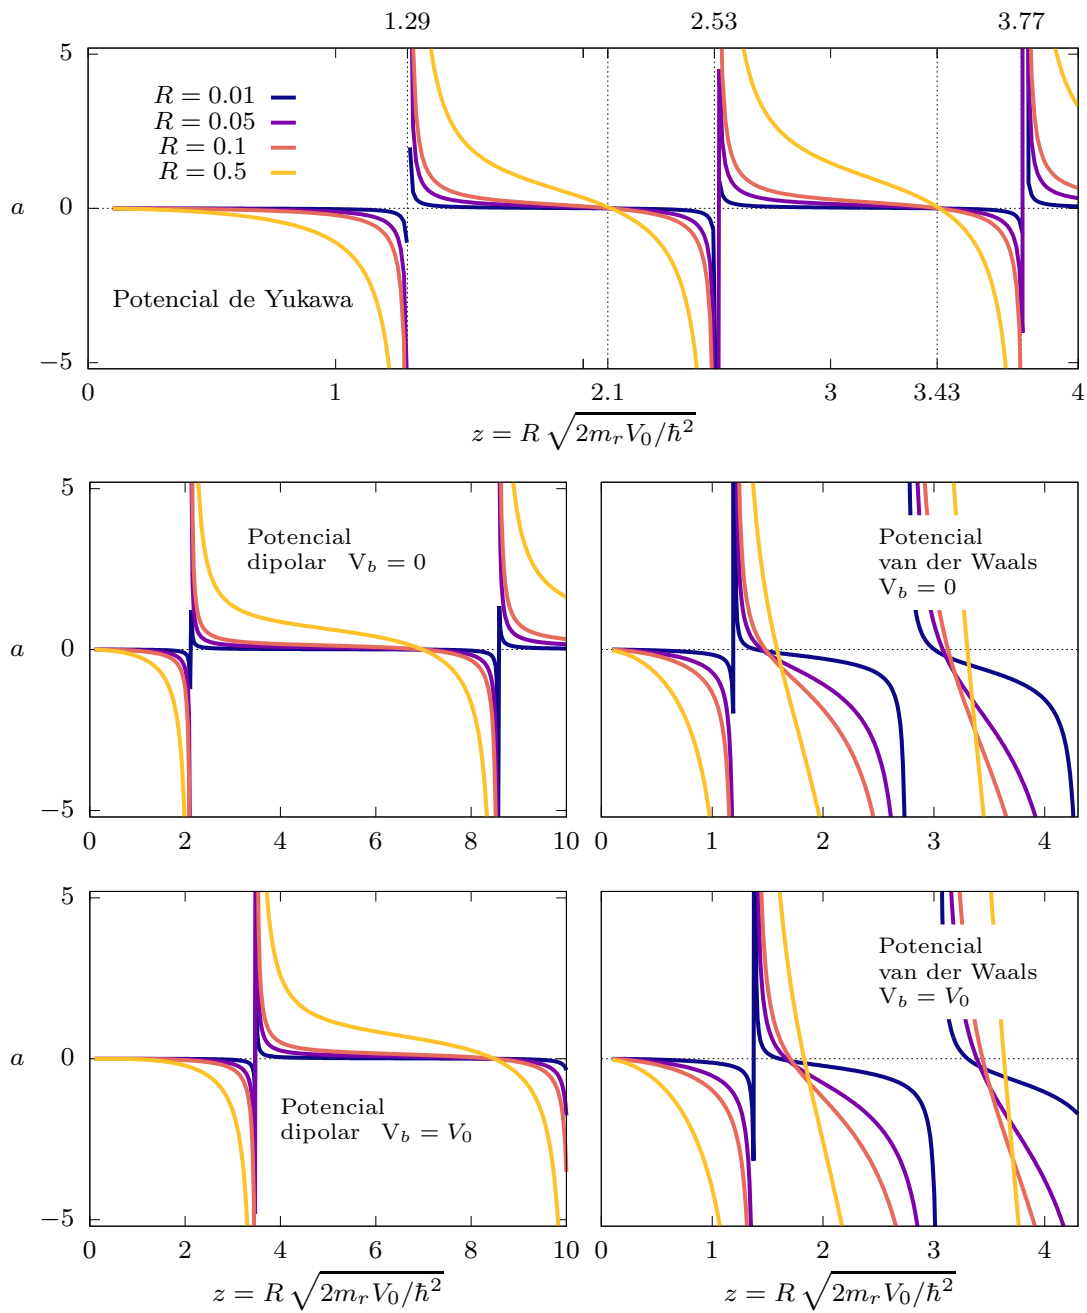 1.29 2.53 3.77
5
R = 0.01
R = 0.05
R = 0.1
R = 0.5
a 0
Potencial de Yukawa
−5
0 1 2.1 3 3.43 4
z = R √(2m_r V_0/ħ^2)
5
Potencial
dipolar V_b = 0
Potencial
van der Waals
V_b = 0
a 0
−5
0 2 4 6 8 10
0 1 2 3 4
5
Potencial
van der Waals
V_b = V_0
a 0
Potencial
dipolar V_b = V_0
−5
0 2 4 6 8 10
0 1 2 3 4
z = R √(2m_r V_0/ħ^2)
z = R √(2m_r V_0/ħ^2)